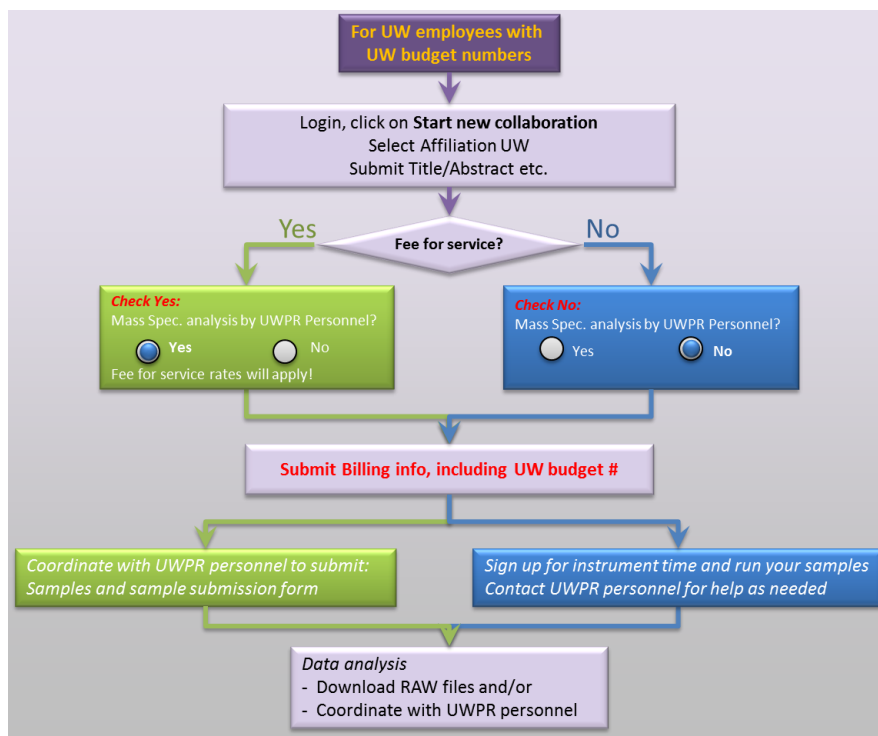 For UW employees with
UW budget numbers
Login, click on Start new collaboration
Select Affiliation UW
Submit Title/Abstract etc.
Yes
Fee for service?
No
Check Yes:
Mass Spec. analysis by UWPR Personnel?
Yes
No
Fee for service rates will apply!
Check No:
Mass Spec. analysis by UWPR Personnel?
Yes
No
Submit Billing info, including UW budget #
Coordinate with UWPR personnel to submit:
Samples and sample submission form
Sign up for instrument time and run your samples
Contact UWPR personnel for help as needed
Data analysis
- Download RAW files and/or
- Coordinate with UWPR personnel